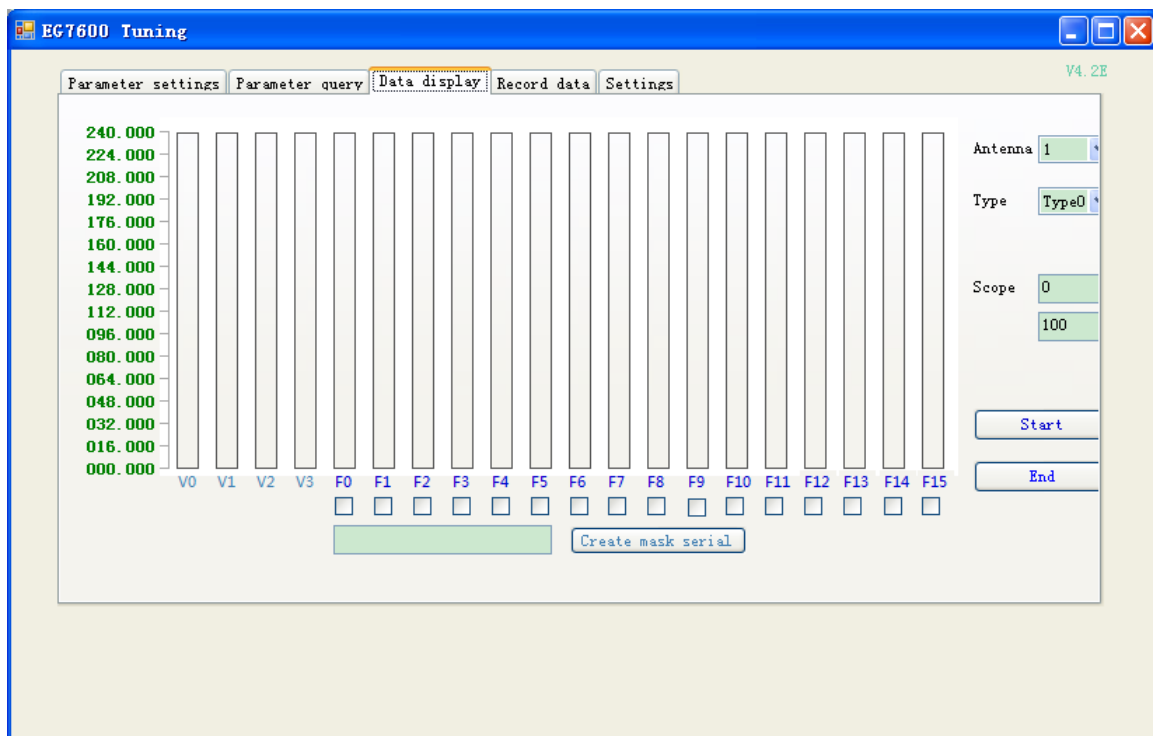 EG7600 Tuning
V4.2E
Parameter settings Parameter query Data display Record data Settings
240.000
224.000
208.000
192.000
176.000
160.000
144.000
128.000
112.000
096.000
080.000
064.000
048.000
032.000
016.000
000.000
V0 V1 V2 V3 F0 F1 F2 F3 F4 F5 F6 F7 F8 F9 F10 F11 F12 F13 F14 F15
Create mask serial
Antenna 1
Type Type0
Scope 0
100
Start
End